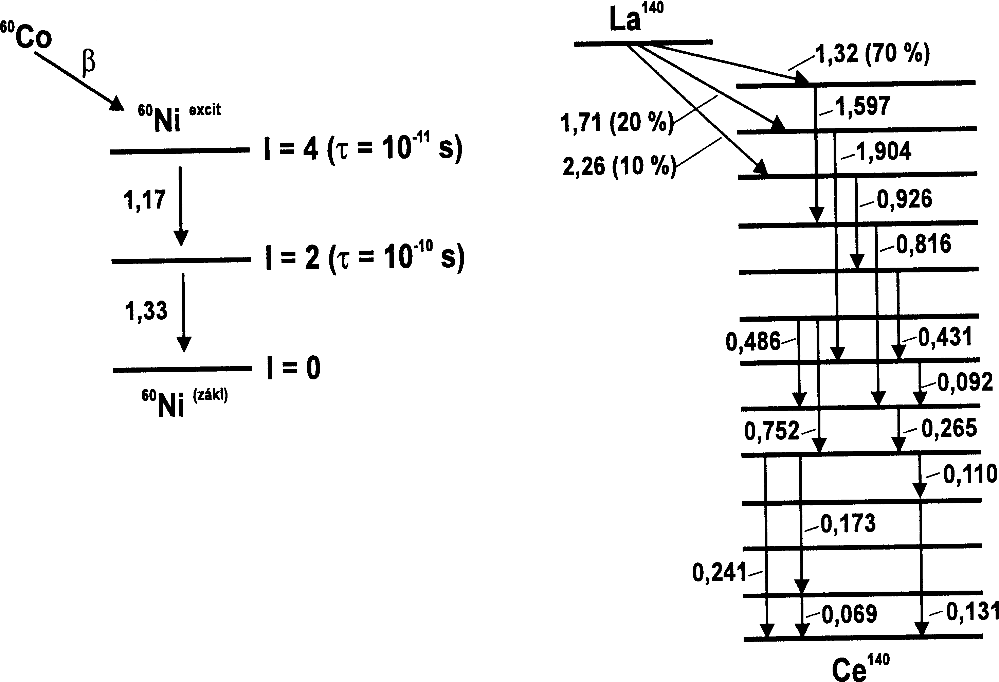 ⁶⁰Co
β
⁶⁰Ni ᵉˣᶜⁱᵗ
I = 4 (τ = 10⁻¹¹ s)
1,17
I = 2 (τ = 10⁻¹⁰ s)
1,33
I = 0
⁶⁰Ni ⁽ᶻᵃ́ᵏˡ⁾
La¹⁴⁰
1,32 (70 %)
1,597
1,71 (20 %)
1,904
2,26 (10 %)
0,926
0,816
0,486
0,431
0,092
0,752
0,265
0,110
0,173
0,241
0,069
0,131
Ce¹⁴⁰